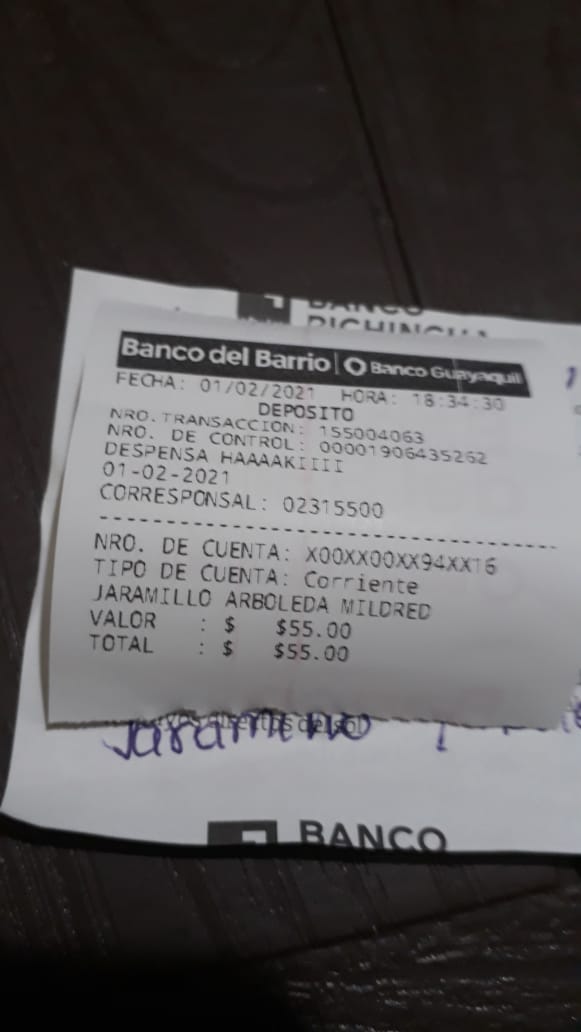 BANCO
PICHINCHA
Banco del Barrio | Banco Guayaquil
FECHA: 01/02/2021 HORA: 18:34:30
DEPOSITO
NRO.TRANSACCION: 155004063
NRO. DE CONTROL: 00001906435262
DESPENSA HAAAAKIIII
01-02-2021
CORRESPONSAL: 02315500
NRO. DE CUENTA: X00XX00XX94XX16
TIPO DE CUENTA: Corriente
JARAMILLO ARBOLEDA MILDRED
VALOR : $ $55.00
TOTAL : $ $55.00
Jaramillo
BANCO